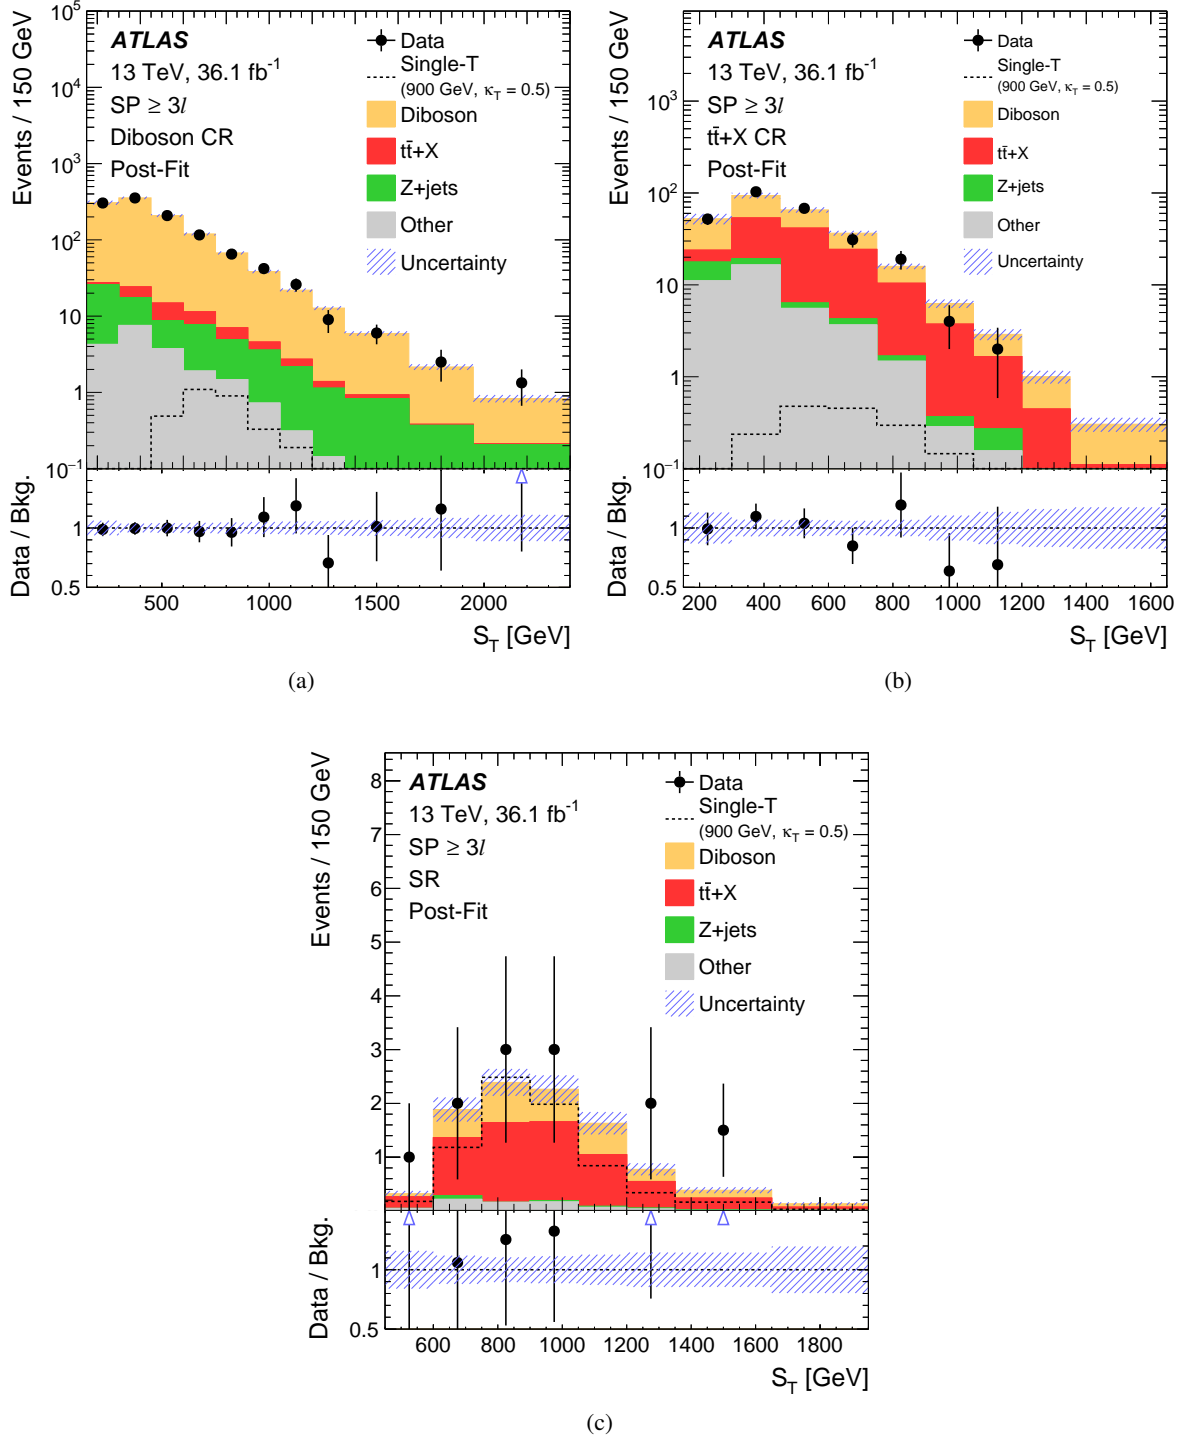 Events / 150 GeV
10⁵
10⁴
10³
10²
10
1
10⁻¹
ATLAS
13 TeV, 36.1 fb⁻¹
SP ≥ 3l
Diboson CR
Post-Fit
Data
Single-T
(900 GeV, κ_T = 0.5)
Diboson
tt̄+X
Z+jets
Other
Uncertainty
Data / Bkg.
1
0.5
500 1000 1500 2000
S_T [GeV]
(a)
Events / 150 GeV
10³
10²
10
1
10⁻¹
ATLAS
13 TeV, 36.1 fb⁻¹
SP ≥ 3l
tt̄+X CR
Post-Fit
Data
Single-T
(900 GeV, κ_T = 0.5)
Diboson
tt̄+X
Z+jets
Other
Uncertainty
Data / Bkg.
1
0.5
200 400 600 800 1000 1200 1400 1600
S_T [GeV]
(b)
Events / 150 GeV
8
7
6
5
4
3
2
1
ATLAS
13 TeV, 36.1 fb⁻¹
SP ≥ 3l
SR
Post-Fit
Data
Single-T
(900 GeV, κ_T = 0.5)
Diboson
tt̄+X
Z+jets
Other
Uncertainty
Data / Bkg.
1
0.5
600 800 1000 1200 1400 1600 1800
S_T [GeV]
(c)